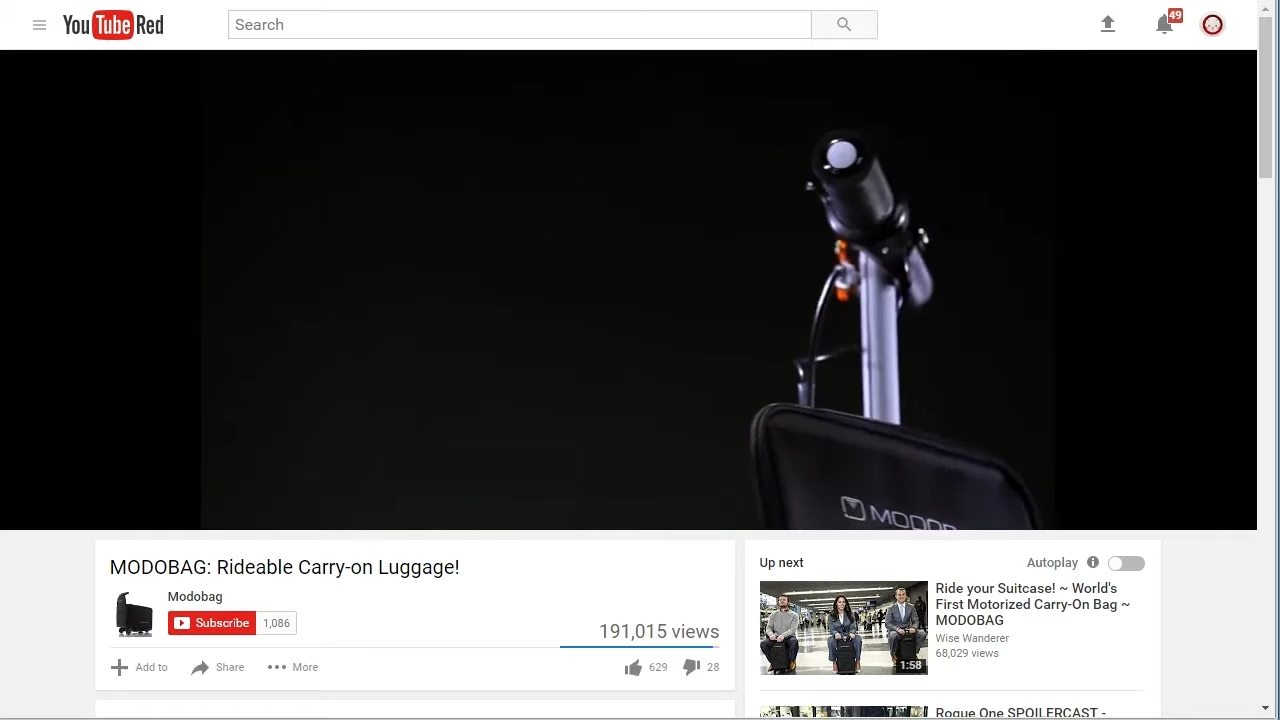 YouTube Red
Search
49
MODOB
MODOBAG: Rideable Carry-on Luggage!
Modobag
Subscribe 1,086
191,015 views
Add to Share More
629 28
Up next
Autoplay
Ride your Suitcase! ~ World's
First Motorized Carry-On Bag ~
MODOBAG
Wise Wanderer
68,029 views
1:58
Rogue One SPOILERCAST -